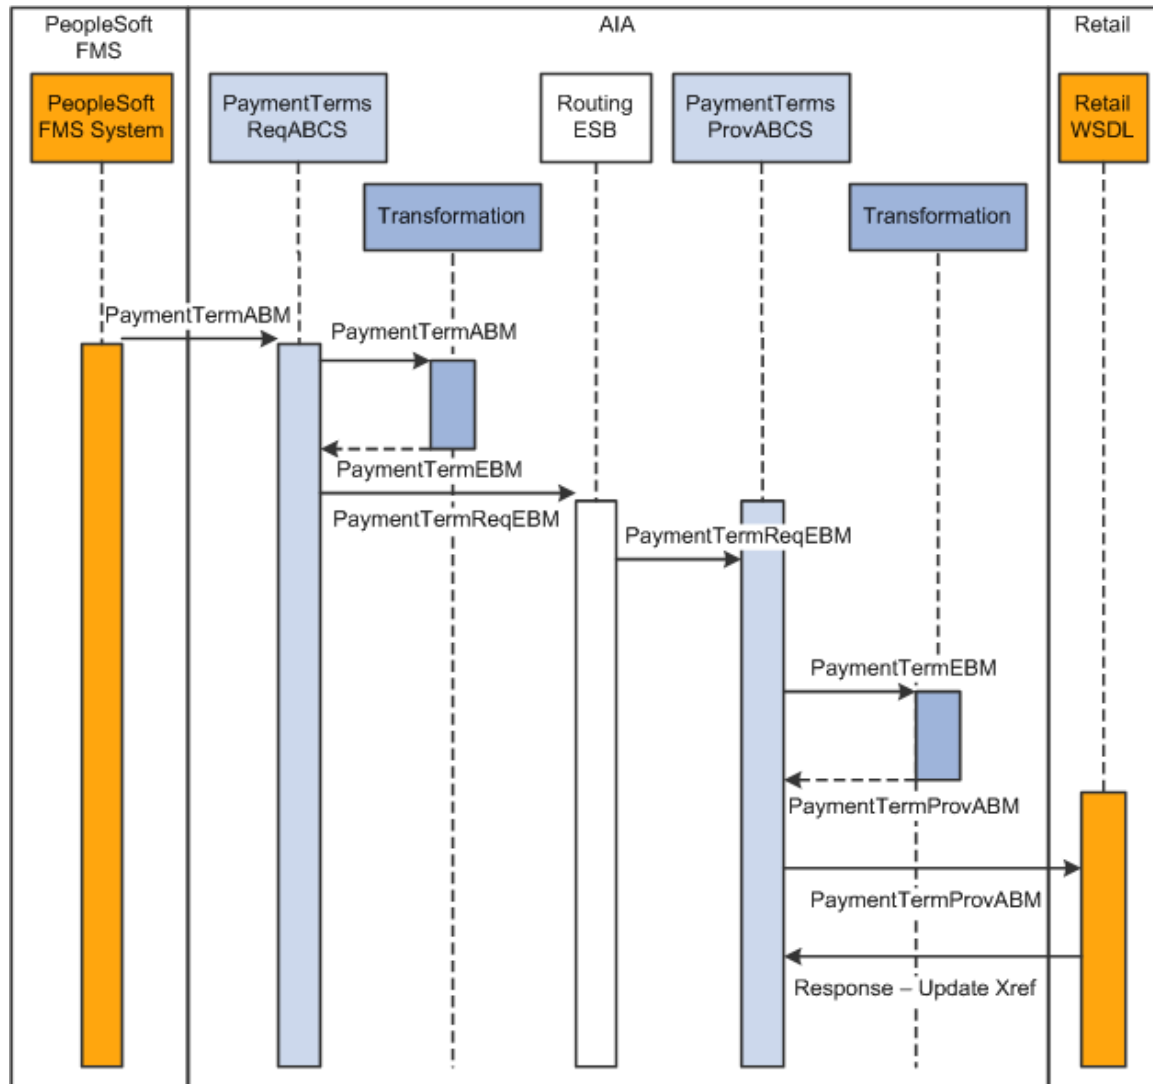 PeopleSoft
FMS
AIA
Retail
PeopleSoft
FMS System
PaymentTerms
ReqABCS
Routing
ESB
PaymentTerms
ProvABCS
Retail
WSDL
Transformation
Transformation
PaymentTermABM
PaymentTermABM
PaymentTermEBM
PaymentTermReqEBM
PaymentTermReqEBM
PaymentTermEBM
PaymentTermProvABM
PaymentTermProvABM
Response – Update Xref